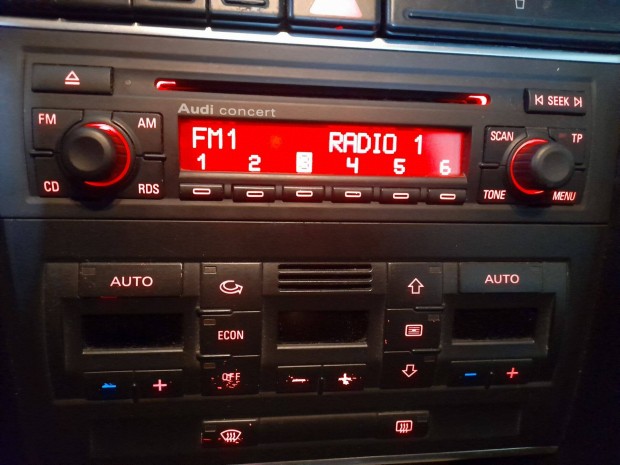 SEEK
Audi concert
FM AM
FM1 RADIO 1
1 2 3 4 5 6
SCAN TP
CD RDS
TONE MENU
AUTO
AUTO
ECON
OFF